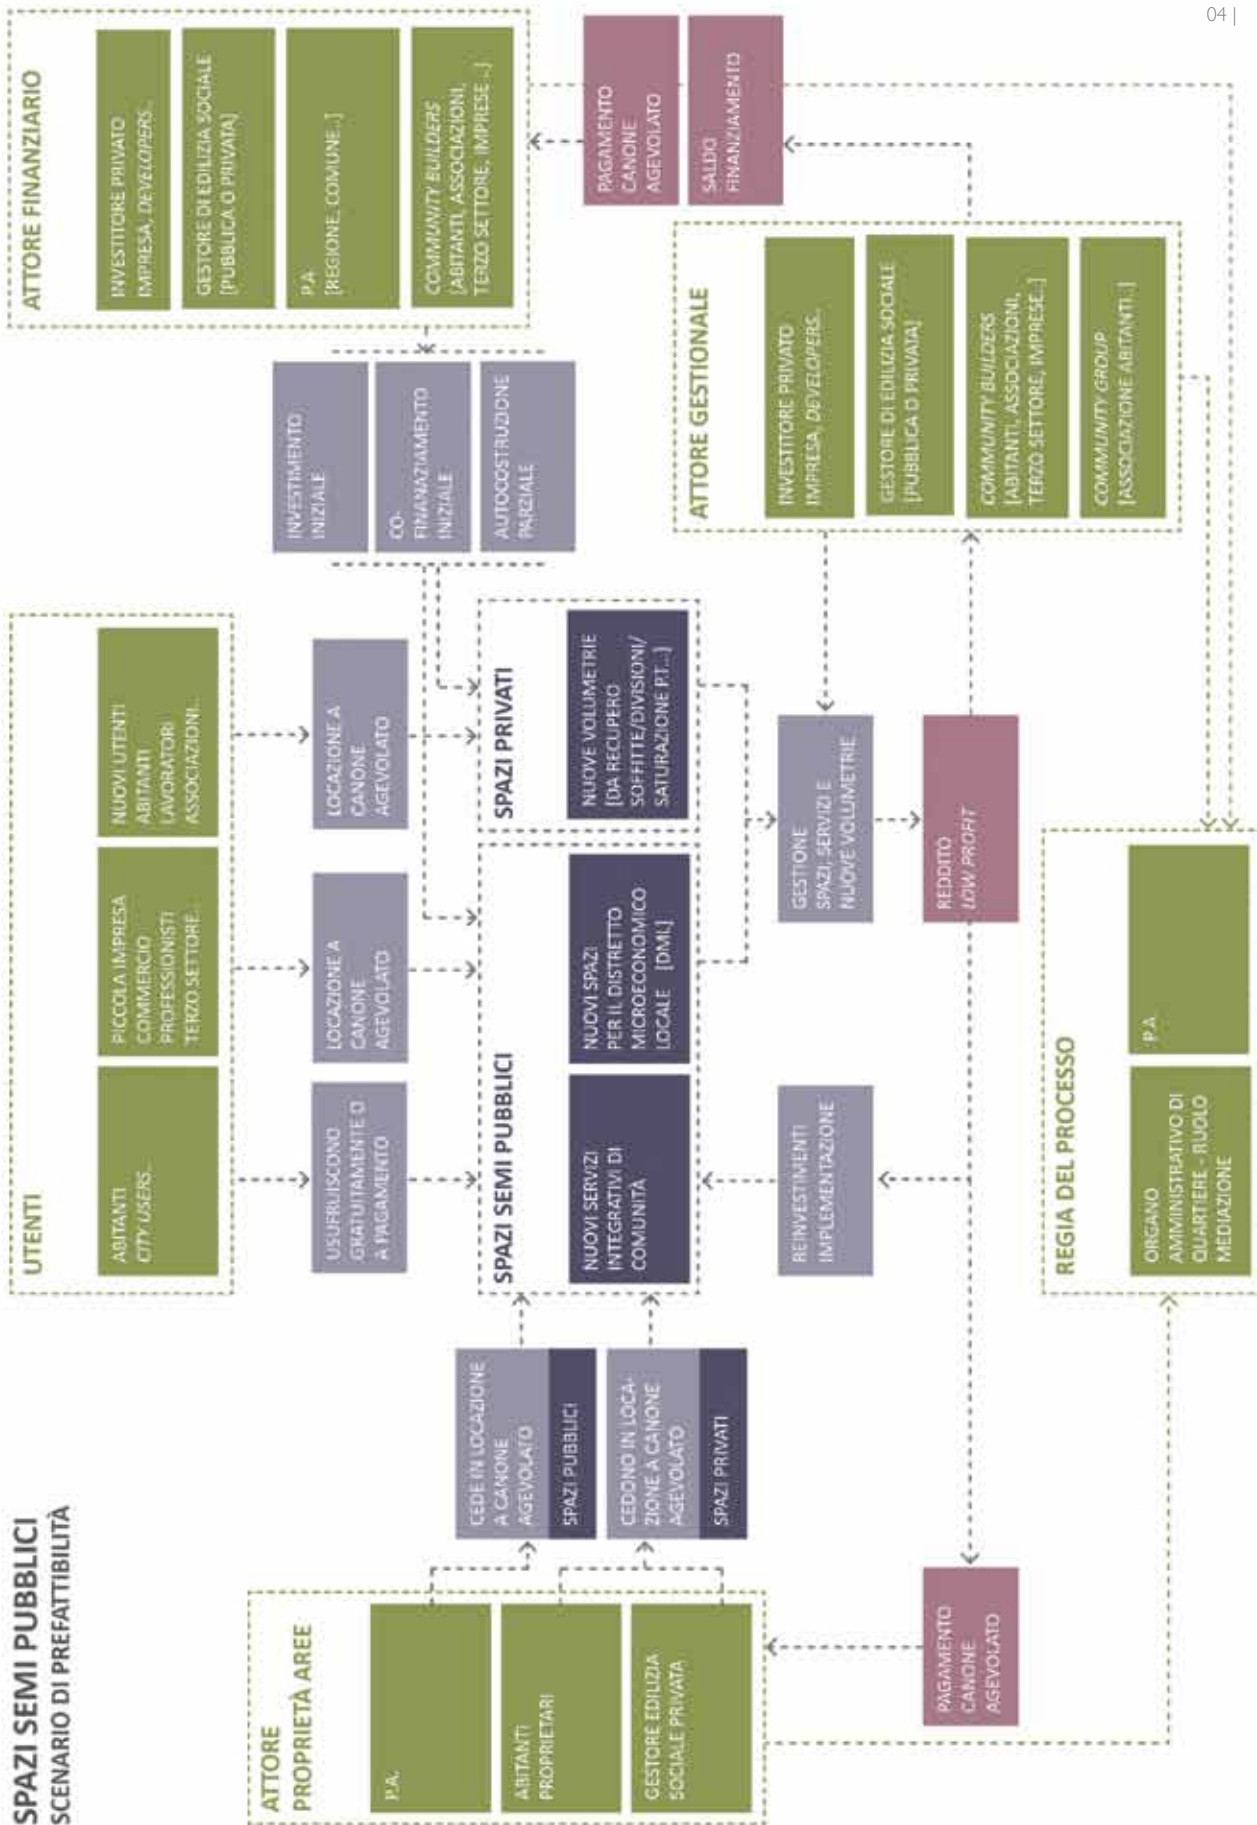 04 |
SPAZI SEMI PUBBLICI
SCENARIO DI PREFATTIBILITÀ
UTENTI
ABITANTI
CITY USERS..
PICCOLA IMPRESA
COMMERCIO
PROFESSIONISTI
TERZO SETTORE..
NUOVI UTENTI
ABITANTI
LAVORATORI
ASSOCIAZIONI..
USUFRUISCONO
GRATUITAMENTE O
A PAGAMENTO
LOCAZIONE A
CANONE
AGEVOLATO
LOCAZIONE A
CANONE
AGEVOLATO
ATTORE FINANZIARIO
INVESTITORE PRIVATO
IMPRESA, DEVELOPERS..
GESTORE DI EDILIZIA SOCIALE
[PUBBLICA O PRIVATA]
P.A
[REGIONE, COMUNE..]
COMMUNITY BUILDERS
[ABITANTI, ASSOCIAZIONI,
TERZO SETTORE, IMPRESE..]
INVESTIMENTO
INIZIALE
CO-
FINANAZIAMENTO
INIZIALE
AUTOCOSTRUZIONE
PARZIALE
ATTORE
PROPRIETÀ AREE
P.A.
ABITANTI
PROPRIETARI
GESTORE EDILIZIA
SOCIALE PRIVATA
CEDE IN LOCAZIONE
A CANONE
AGEVOLATO
SPAZI PUBBLICI
CEDONO IN LOCA-
ZIONE A CANONE
AGEVOLATO
SPAZI PRIVATI
SPAZI SEMI PUBBLICI
NUOVI SERVIZI
INTEGRATIVI DI
COMUNITÀ
NUOVI SPAZI
PER IL DISTRETTO
MICROECONOMICO
LOCALE [DML]
SPAZI PRIVATI
NUOVE VOLUMETRIE
[DA RECUPERO
SOFFITTE/DIVISIONI/
SATURAZIONE P.T...]
PAGAMENTO
CANONE
AGEVOLATO
SALDO
FINANZIAMENTO
ATTORE GESTIONALE
INVESTITORE PRIVATO
IMPRESA, DEVELOPERS..
GESTORE DI EDILIZIA SOCIALE
[PUBBLICA O PRIVATA]
COMMUNITY BUILDERS
[ABITANTI, ASSOCIAZIONI,
TERZO SETTORE, IMPRESE..]
COMMUNITY GROUP
[ASSOCIAZIONE ABITANTI..]
REINVESTIMENTI
IMPLEMENTAZIONE
GESTIONE
SPAZI, SERVIZI E
NUOVE VOLUMETRIE
PAGAMENTO
CANONE
AGEVOLATO
REDDITO
LOW PROFIT
REGIA DEL PROCESSO
ORGANO
AMMINISTRATIVO DI
QUARTIERE - RUOLO
MEDIAZIONE
P.A.